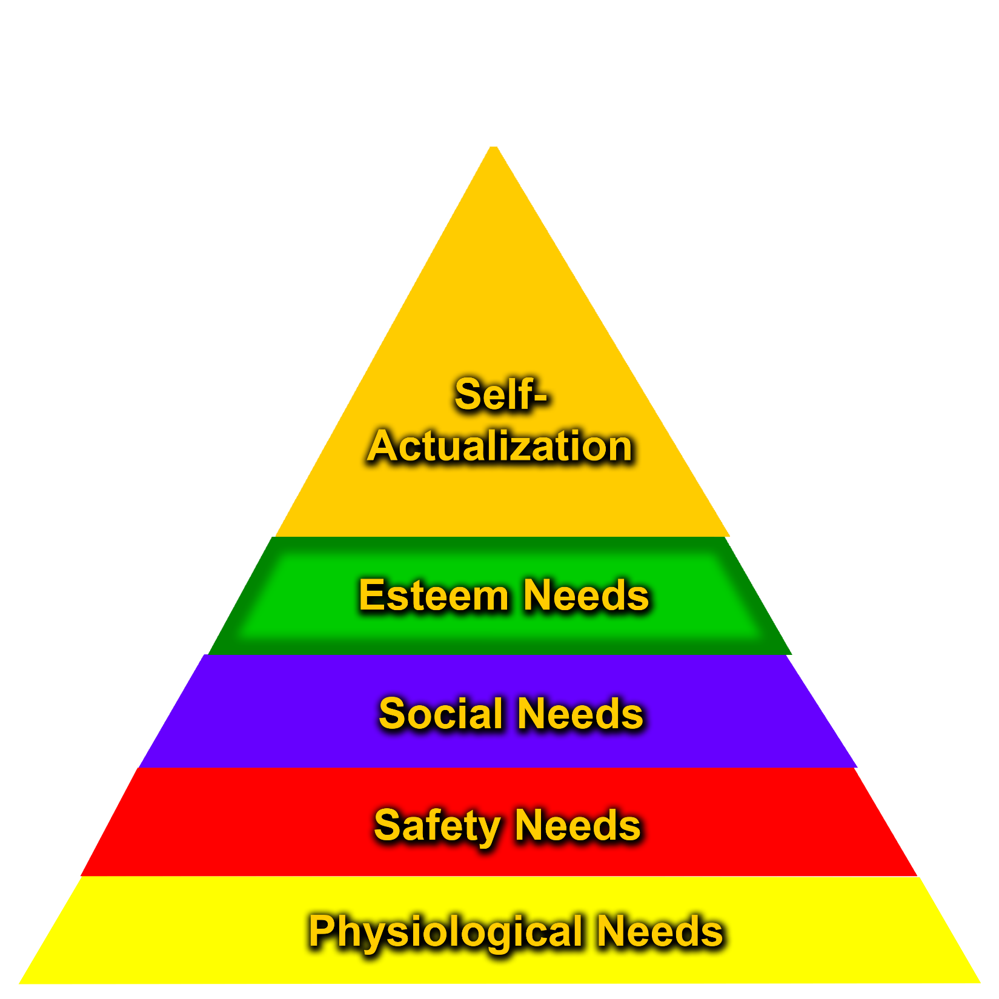 Self-
Actualization
Esteem Needs
Social Needs
Safety Needs
Physiological Needs